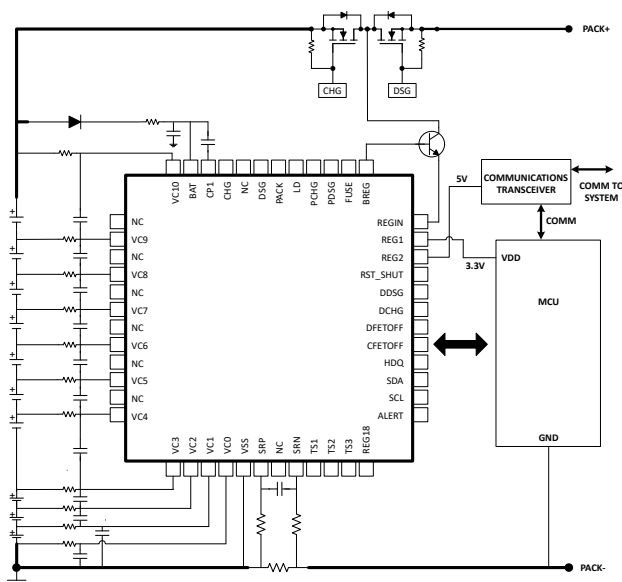 PACK+
CHG
DSG
VC10
BAT
CP1
CHG
NC
DSG
PACK
LD
PCHG
PDSG
FUSE
BREG
5V
COMMUNICATIONS
TRANSCEIVER
COMM TO
SYSTEM
COMM
NC
VC9
NC
VC8
NC
VC7
NC
VC6
NC
VC5
NC
VC4
REGIN
REG1
REG2
RST_SHUT
DDSG
DCHG
DFETOFF
CFETOFF
HDQ
SDA
SCL
ALERT
3.3V
VDD
MCU
GND
VC3
VC2
VC1
VC0
VSS
SRP
NC
SRN
TS1
TS2
TS3
REG18
PACK-